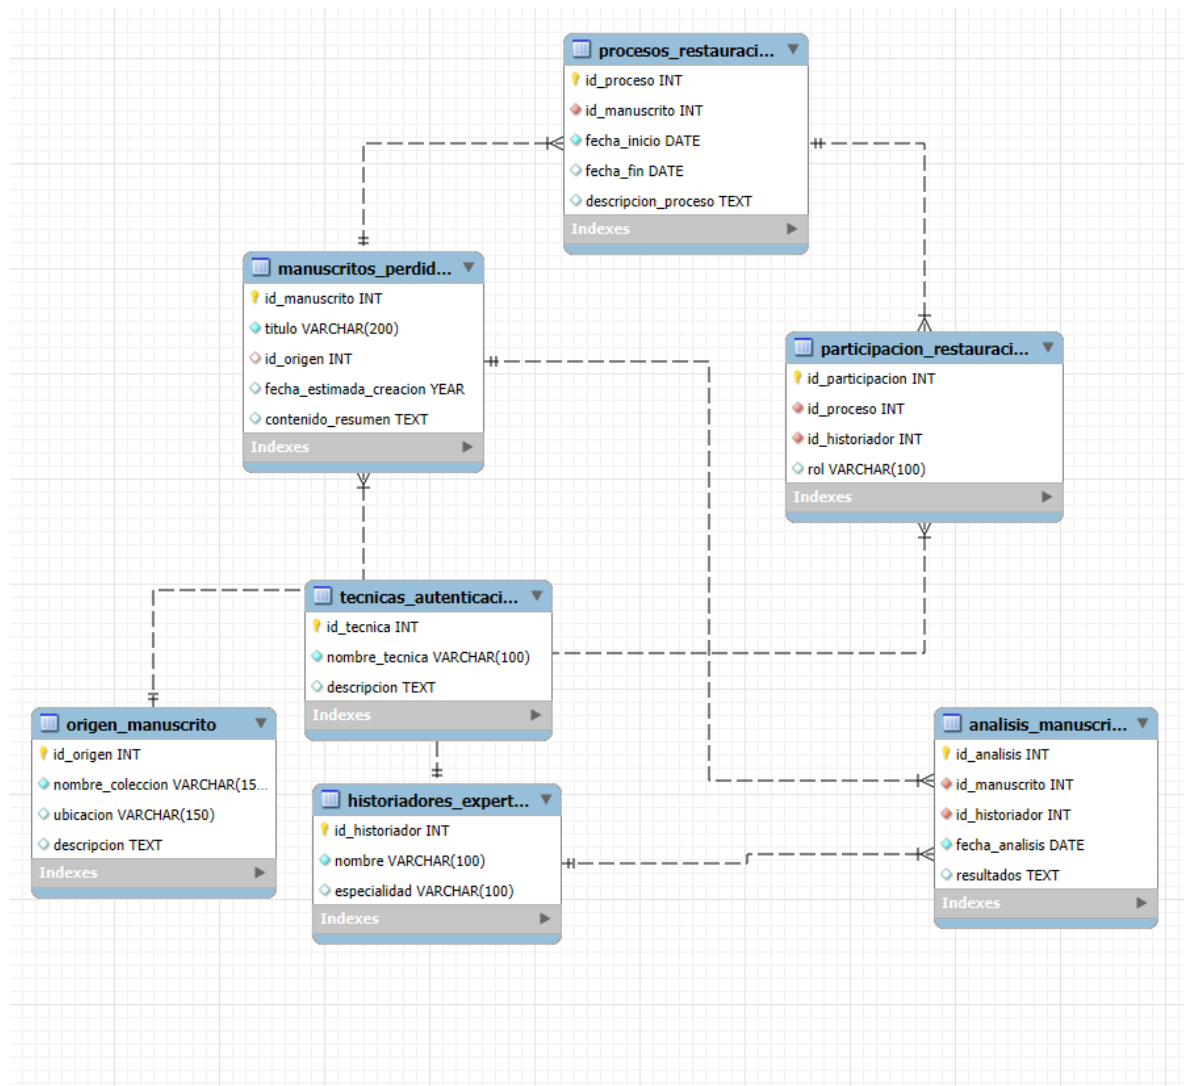 procesos_restauraci...
id_proceso INT
id_manuscrito INT
fecha_inicio DATE
fecha_fin DATE
descripcion_proceso TEXT
Indexes
manuscritos_perdid...
id_manuscrito INT
titulo VARCHAR(200)
id_origen INT
fecha_estimada_creacion YEAR
contenido_resumen TEXT
Indexes
participacion_restauraci...
id_participacion INT
id_proceso INT
id_historiador INT
rol VARCHAR(100)
Indexes
tecnicas_autenticaci...
id_tecnica INT
nombre_tecnica VARCHAR(100)
descripcion TEXT
Indexes
origen_manuscrito
id_origen INT
nombre_coleccion VARCHAR(15...
ubicacion VARCHAR(150)
descripcion TEXT
Indexes
historiadores_expert...
id_historiador INT
nombre VARCHAR(100)
especialidad VARCHAR(100)
Indexes
analisis_manuscri...
id_analisis INT
id_manuscrito INT
id_historiador INT
fecha_analisis DATE
resultados TEXT
Indexes